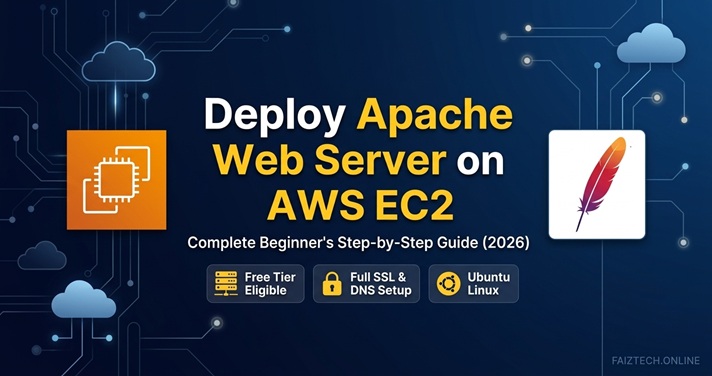 Deploy Apache
Web Server on
AWS EC2
Complete Beginner's Step-by-Step Guide (2026)
Free Tier
Eligible
Full SSL &
DNS Setup
Ubuntu
Linux
FAIZTECH.ONLINE